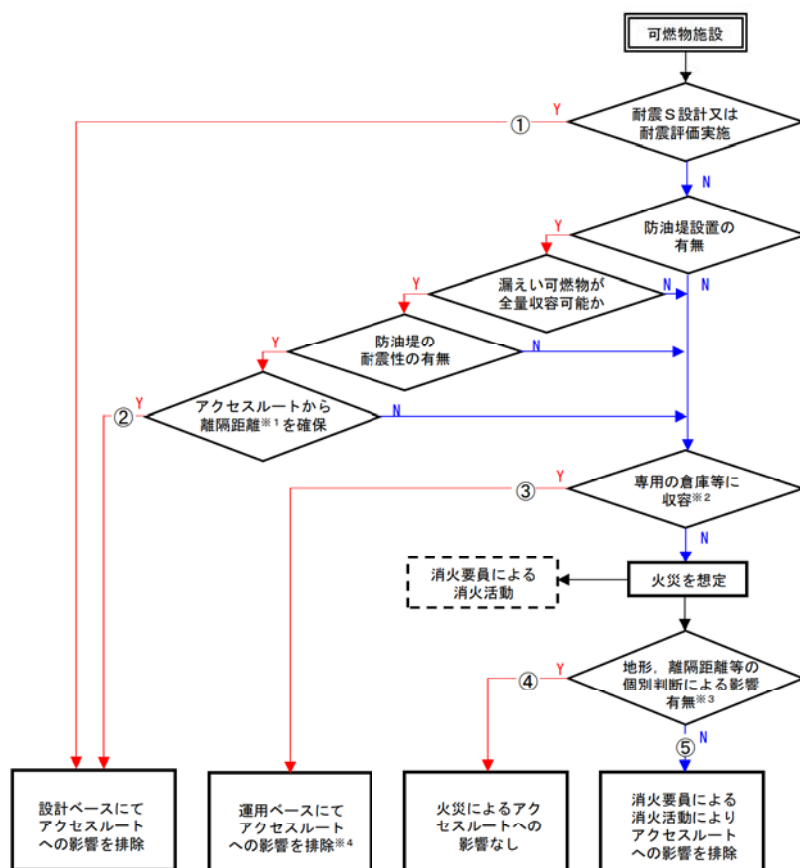 可燃物施設
耐震Ｓ設計又は
耐震評価実施
Y
①
N
防油堤設置の
有無
Y
N
漏えい可燃物が
全量収容可能か
Y
N
防油堤の
耐震性の有無
Y
N
アクセスルートから
離隔距離※1を確保
Y
②
N
専用の倉庫等に
収容※2
Y
③
N
火災を想定
消火要員による
消火活動
地形，離隔距離等の
個別判断による影響
有無※3
Y
④
N
⑤
設計ベースにて
アクセスルート
への影響を排除
運用ベースにて
アクセスルート
への影響を排除※4
火災によるアク
セスルートへの
影響なし
消火要員による
消火活動により
アクセスルート
への影響を排除